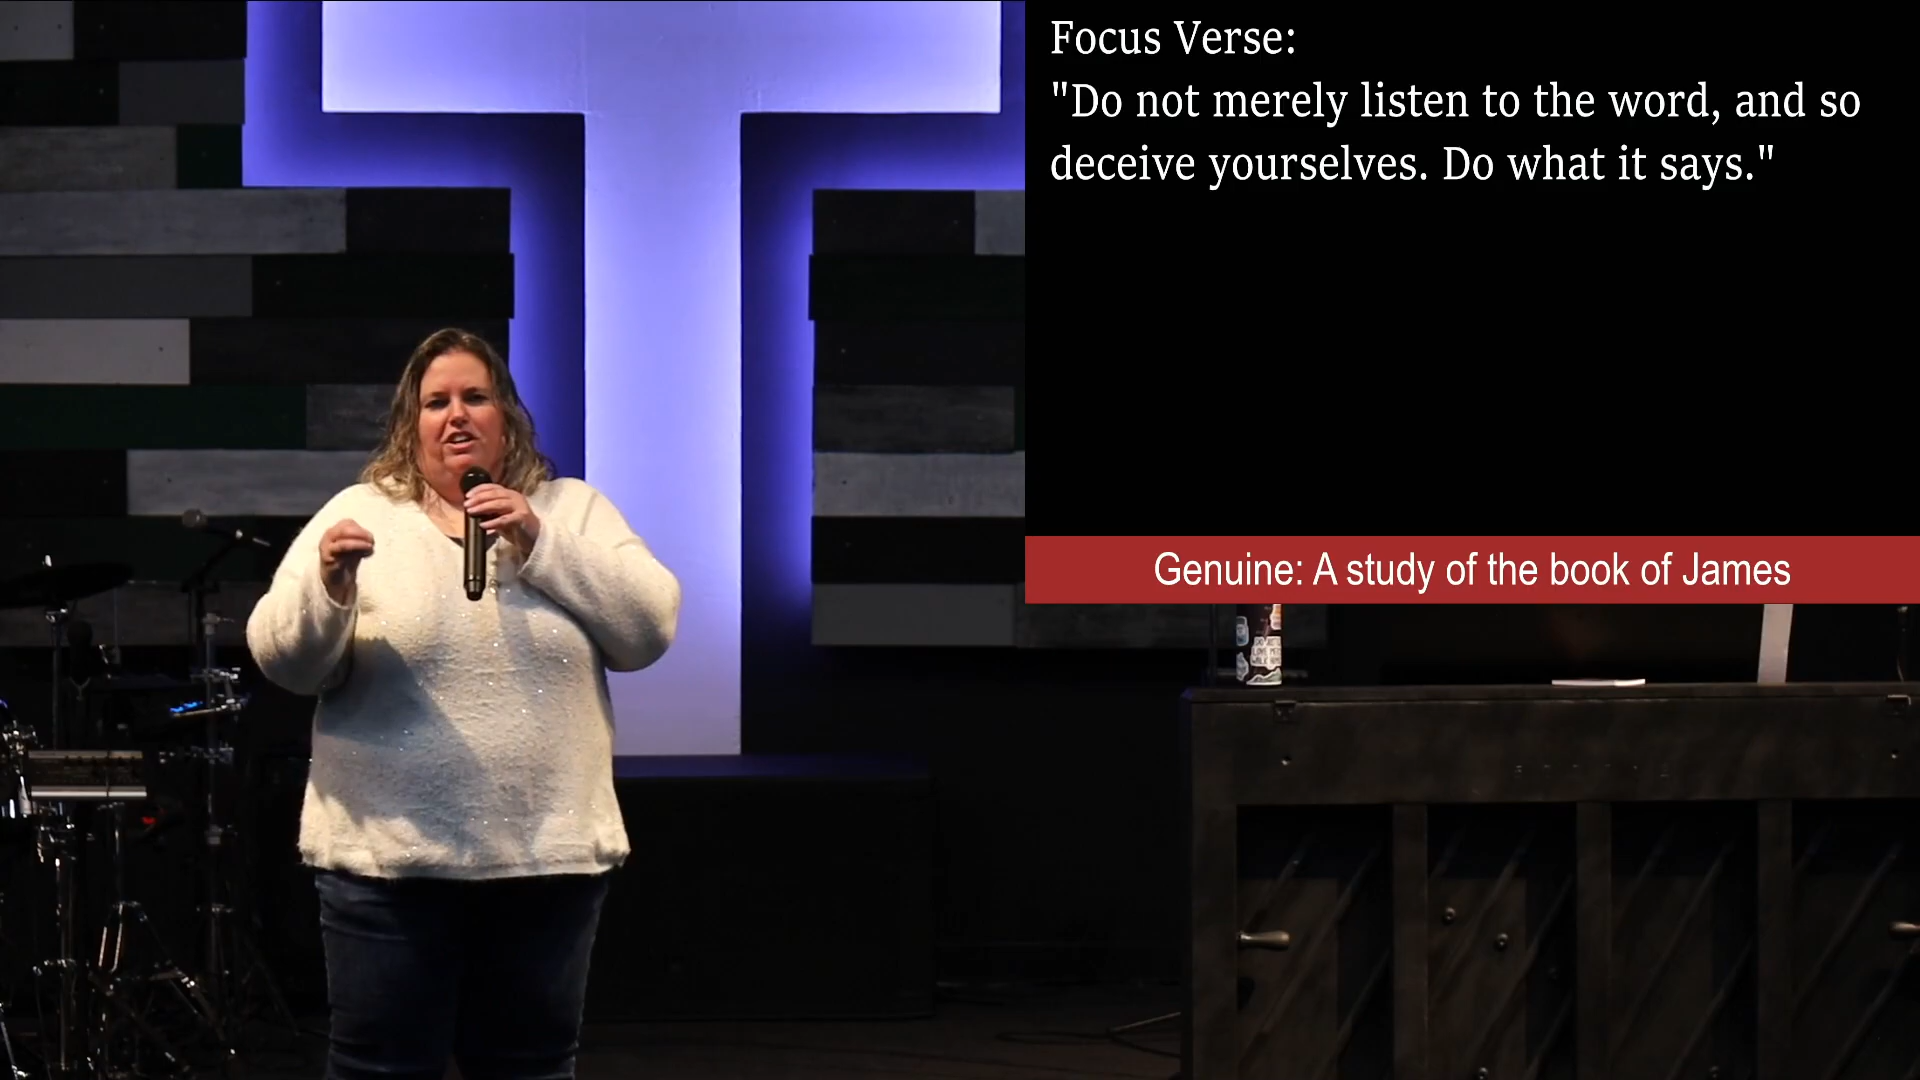 Focus Verse:
"Do not merely listen to the word, and so
deceive yourselves. Do what it says."
Genuine: A study of the book of James